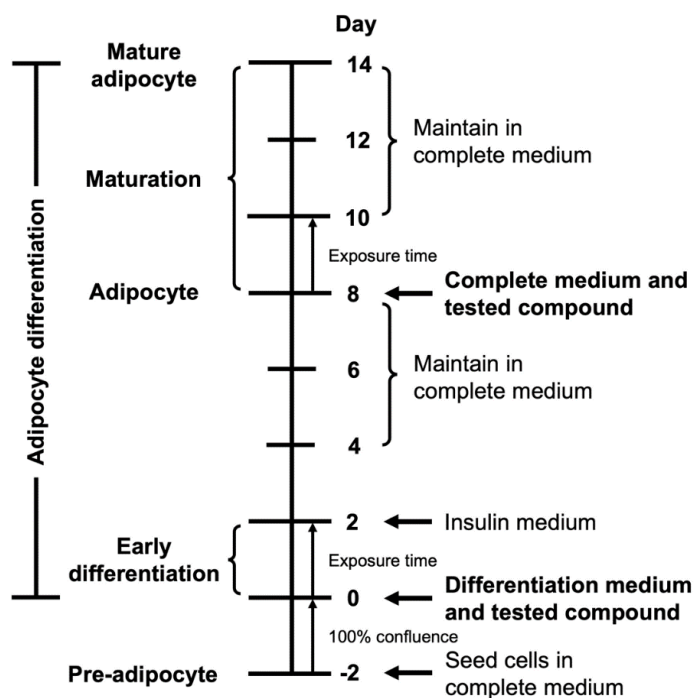 Day
Mature
adipocyte
14
12
Maintain in
complete medium
Maturation
10
Exposure time
Adipocyte
8
Complete medium and
tested compound
Adipocyte differentiation
6
Maintain in
complete medium
4
2
Insulin medium
Early
differentiation
Exposure time
0
Differentiation medium
and tested compound
100% confluence
Pre-adipocyte
-2
Seed cells in
complete medium